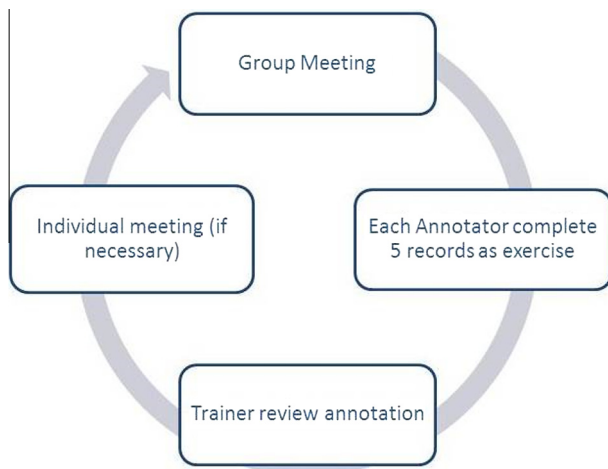 Group Meeting
Each Annotator complete
5 records as exercise
Trainer review annotation
Individual meeting (if
necessary)